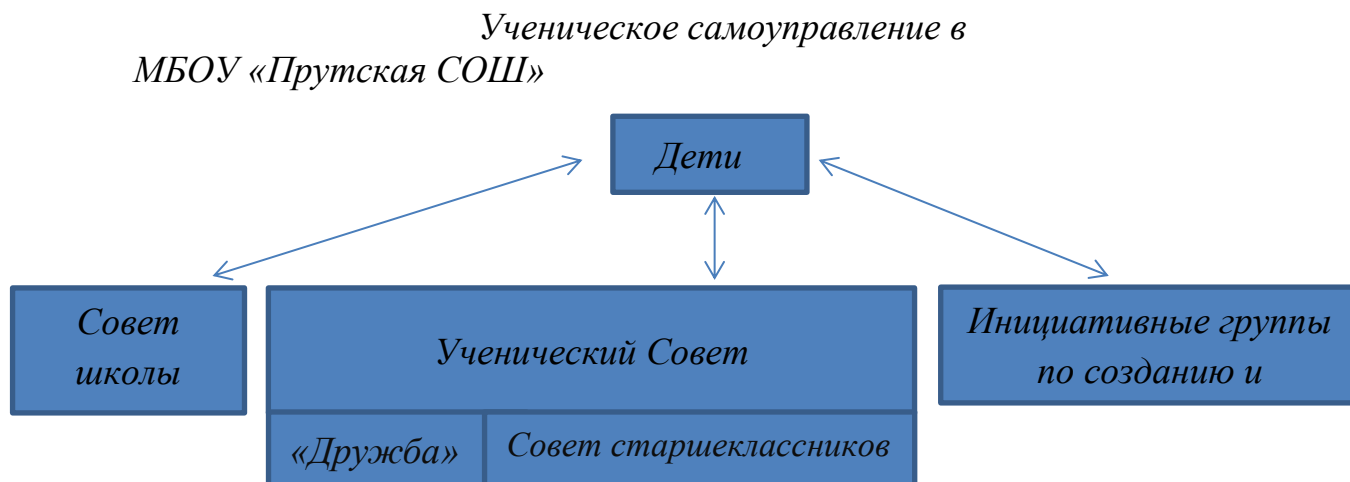 Ученическое самоуправление в
МБОУ «Прутская СОШ»
Дети
Совет
школы
Ученический Совет
Инициативные группы
по созданию и
«Дружба»
Совет старшеклассников